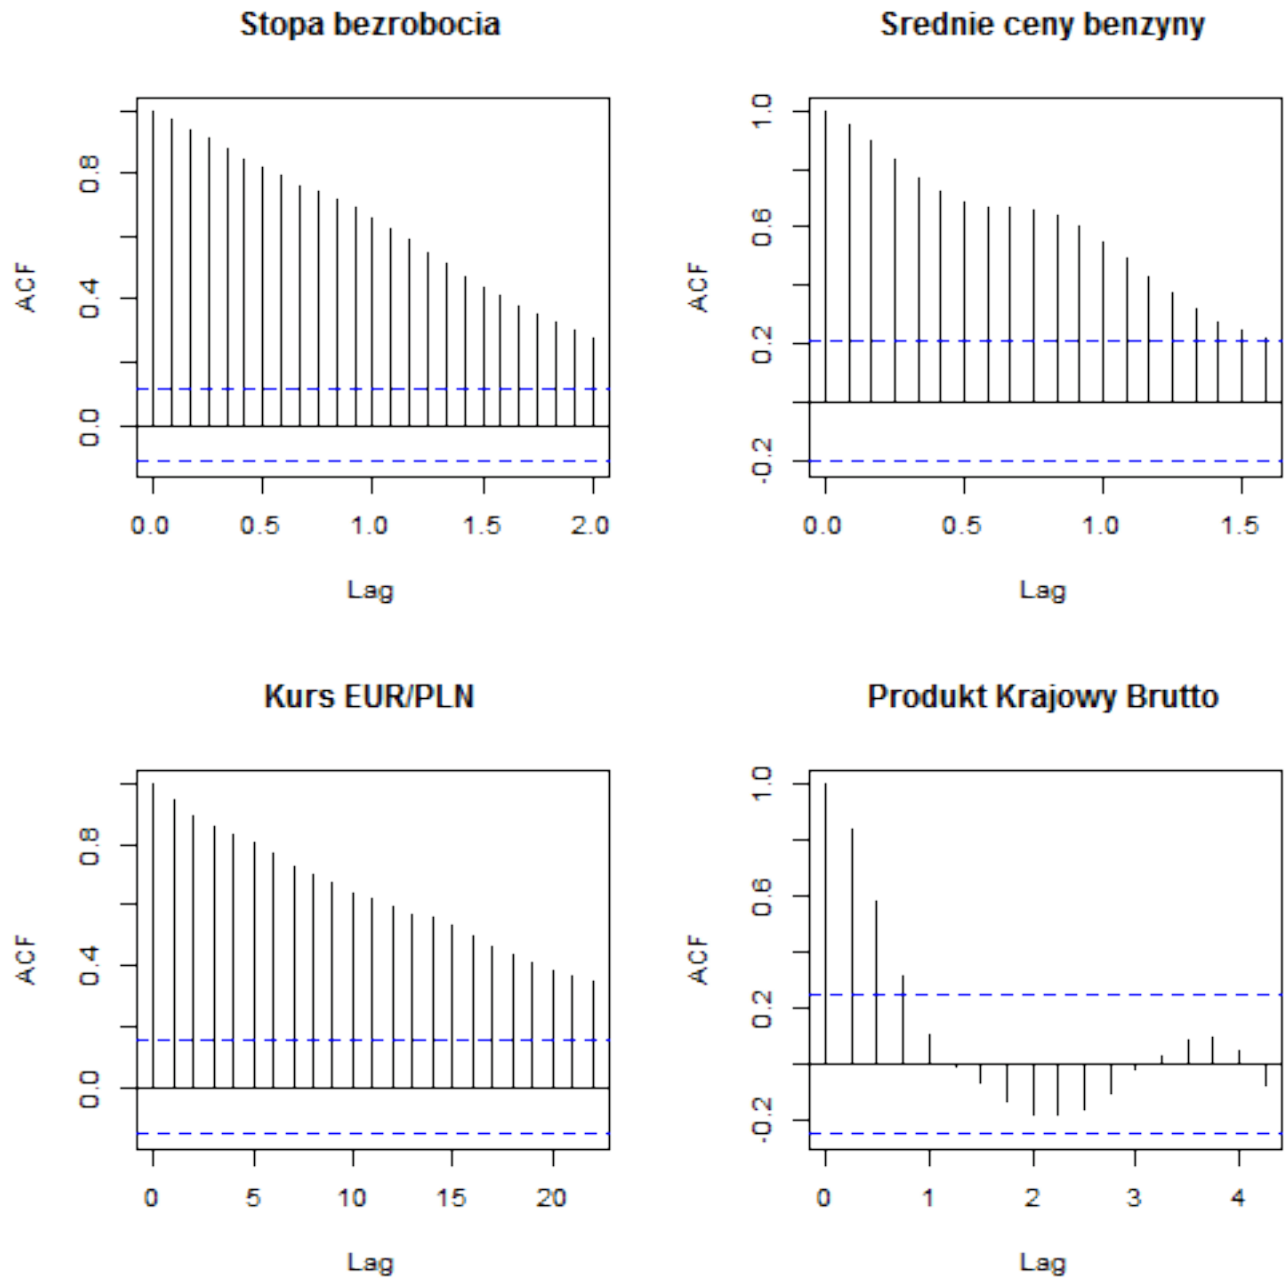 Stopa bezrobocia
ACF
0.0 0.4 0.8
0.0 0.5 1.0 1.5 2.0
Lag
Srednie ceny benzyny
ACF
-0.2 0.2 0.6 1.0
0.0 0.5 1.0 1.5
Lag
Kurs EUR/PLN
ACF
0.0 0.4 0.8
0 5 10 15 20
Lag
Produkt Krajowy Brutto
ACF
-0.2 0.2 0.6 1.0
0 1 2 3 4
Lag